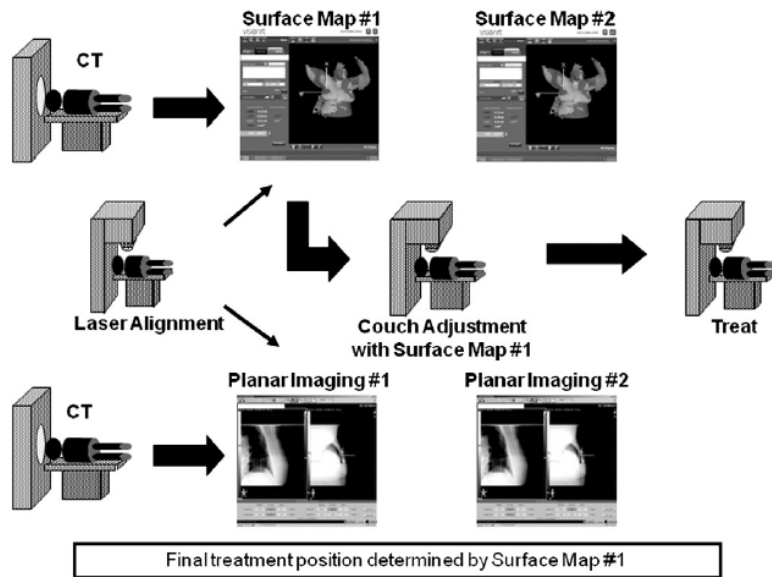 Surface Map #1
Surface Map #2
visionrt
CT
Laser Alignment
Couch Adjustment
with Surface Map #1
Treat
Planar Imaging #1
Planar Imaging #2
CT
Final treatment position determined by Surface Map #1